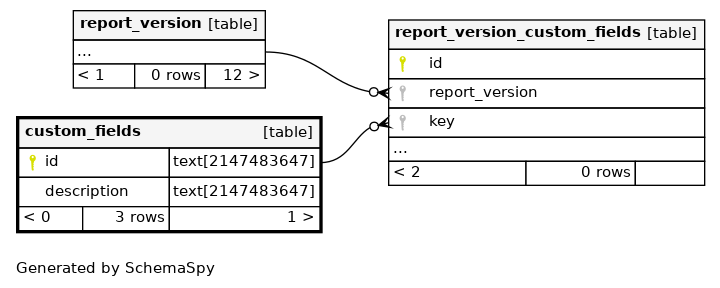 report_version [table]
...
< 1 0 rows 12 >
custom_fields [table]
id text[2147483647]
description text[2147483647]
< 0 3 rows 1 >
report_version_custom_fields [table]
id
report_version
key
...
< 2 0 rows
Generated by SchemaSpy